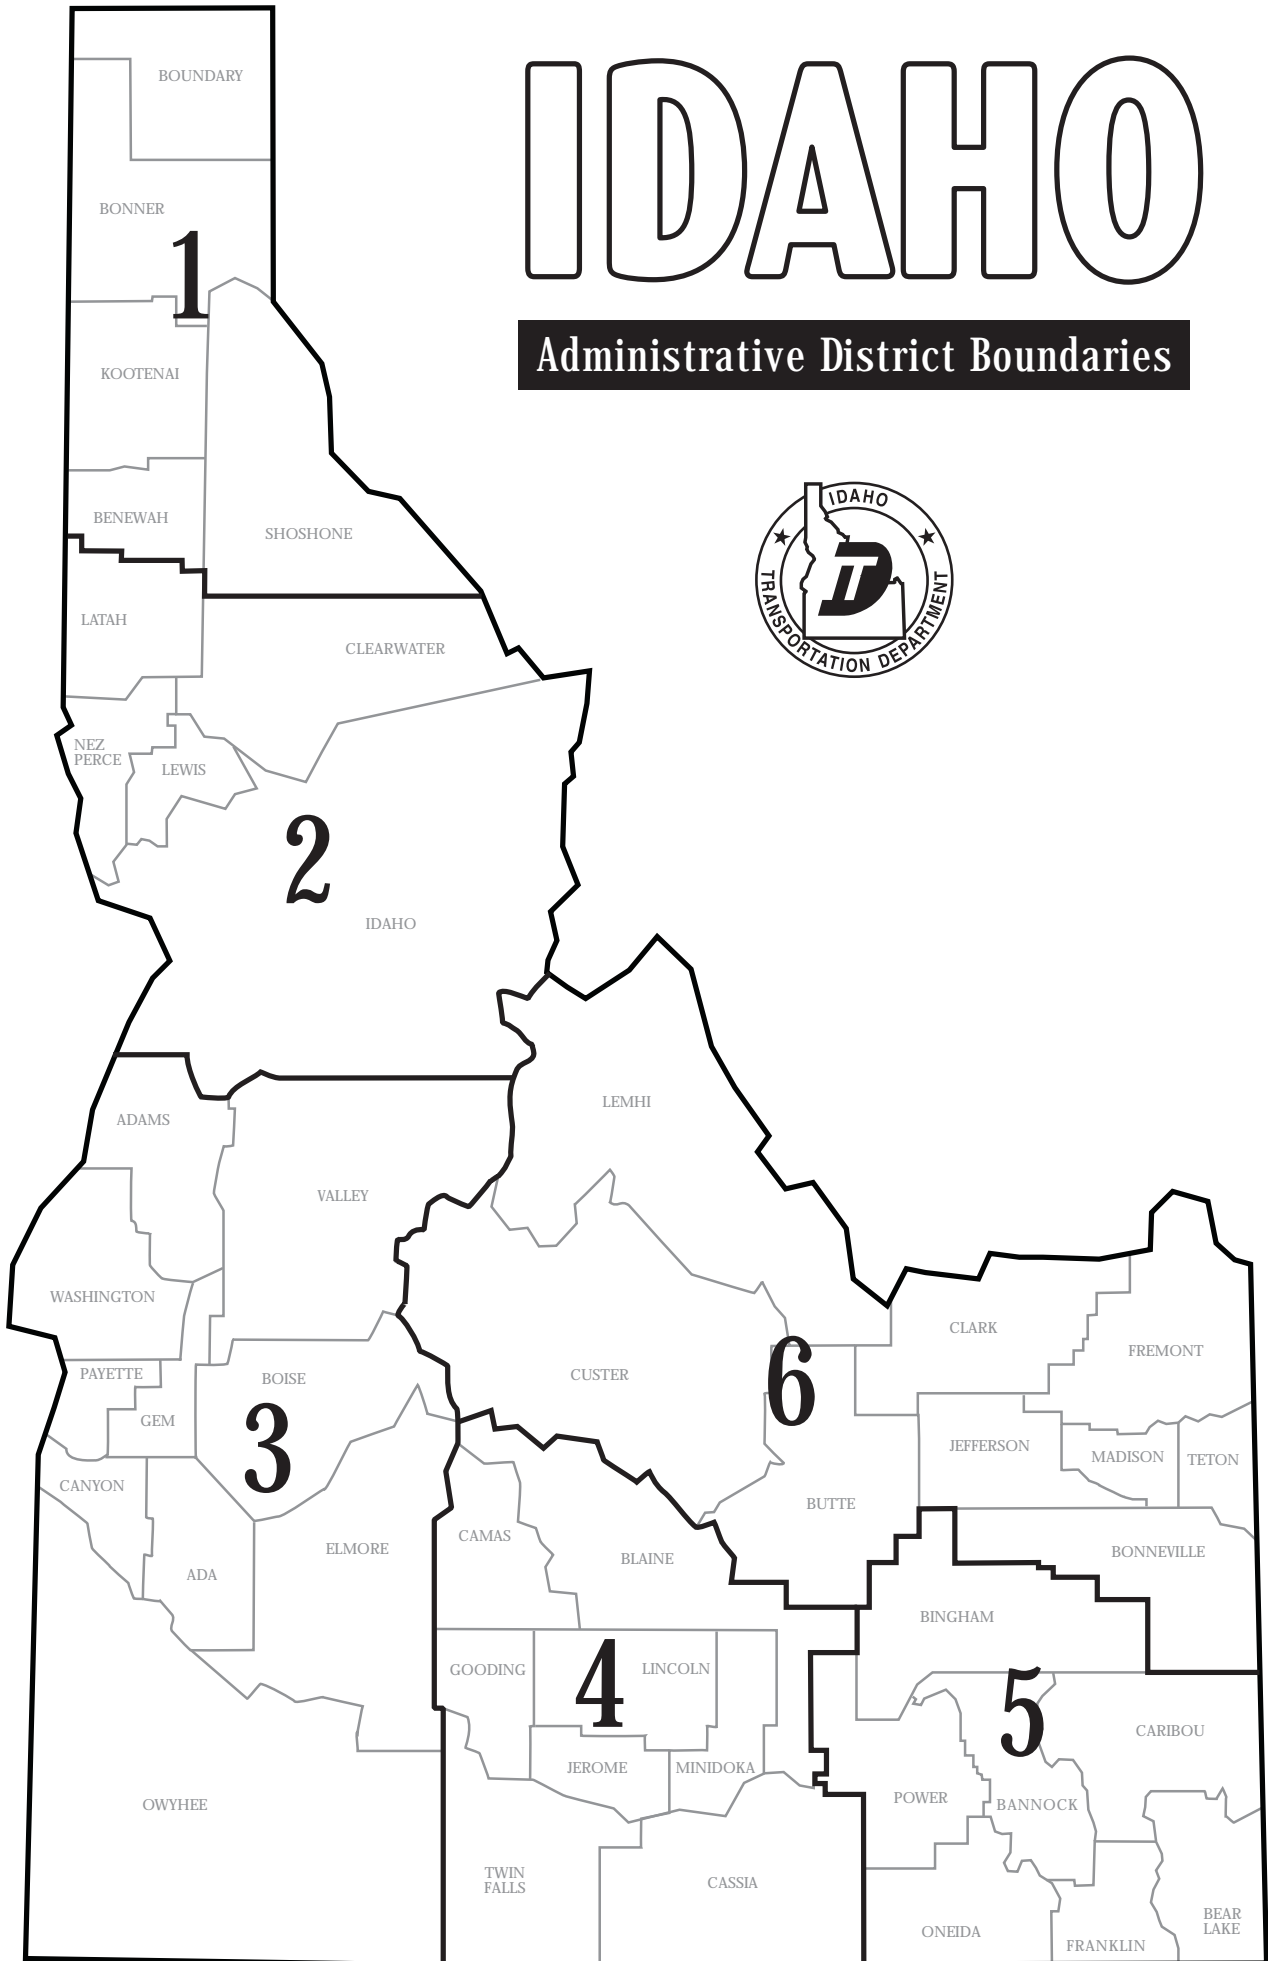 IDAHO
Administrative District Boundaries
IDAHO
TRANSPORTATION DEPARTMENT
IT
D
BOUNDARY
BONNER
1
KOOTENAI
BENEWAH
SHOSHONE
LATAH
CLEARWATER
NEZ
PERCE
LEWIS
2
IDAHO
ADAMS
VALLEY
LEMHI
WASHINGTON
PAYETTE
GEM
BOISE
3
CANYON
ADA
ELMORE
OWYHEE
CUSTER
6
CLARK
FREMONT
JEFFERSON
MADISON
TETON
BUTTE
BONNEVILLE
CAMAS
BLAINE
GOODING
4
LINCOLN
JEROME
MINIDOKA
TWIN
FALLS
CASSIA
BINGHAM
5
CARIBOU
POWER
BANNOCK
ONEIDA
FRANKLIN
BEAR
LAKE